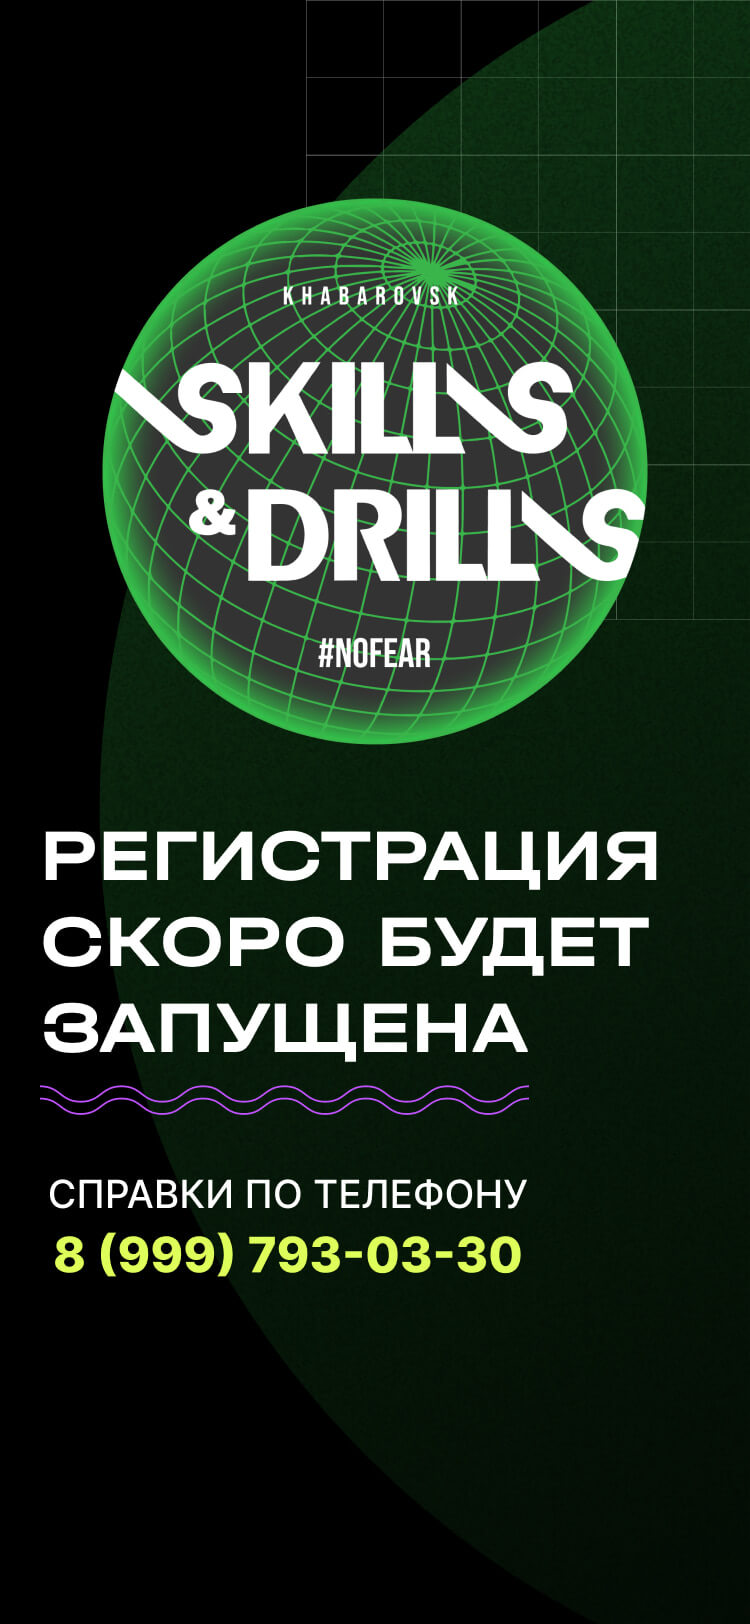 KHABAROVSK
SKILLS
& DRILLS
#NOFEAR
РЕГИСТРАЦИЯ
СКОРО БУДЕТ
ЗАПУЩЕНА
СПРАВКИ ПО ТЕЛЕФОНУ
8 (999) 793-03-30